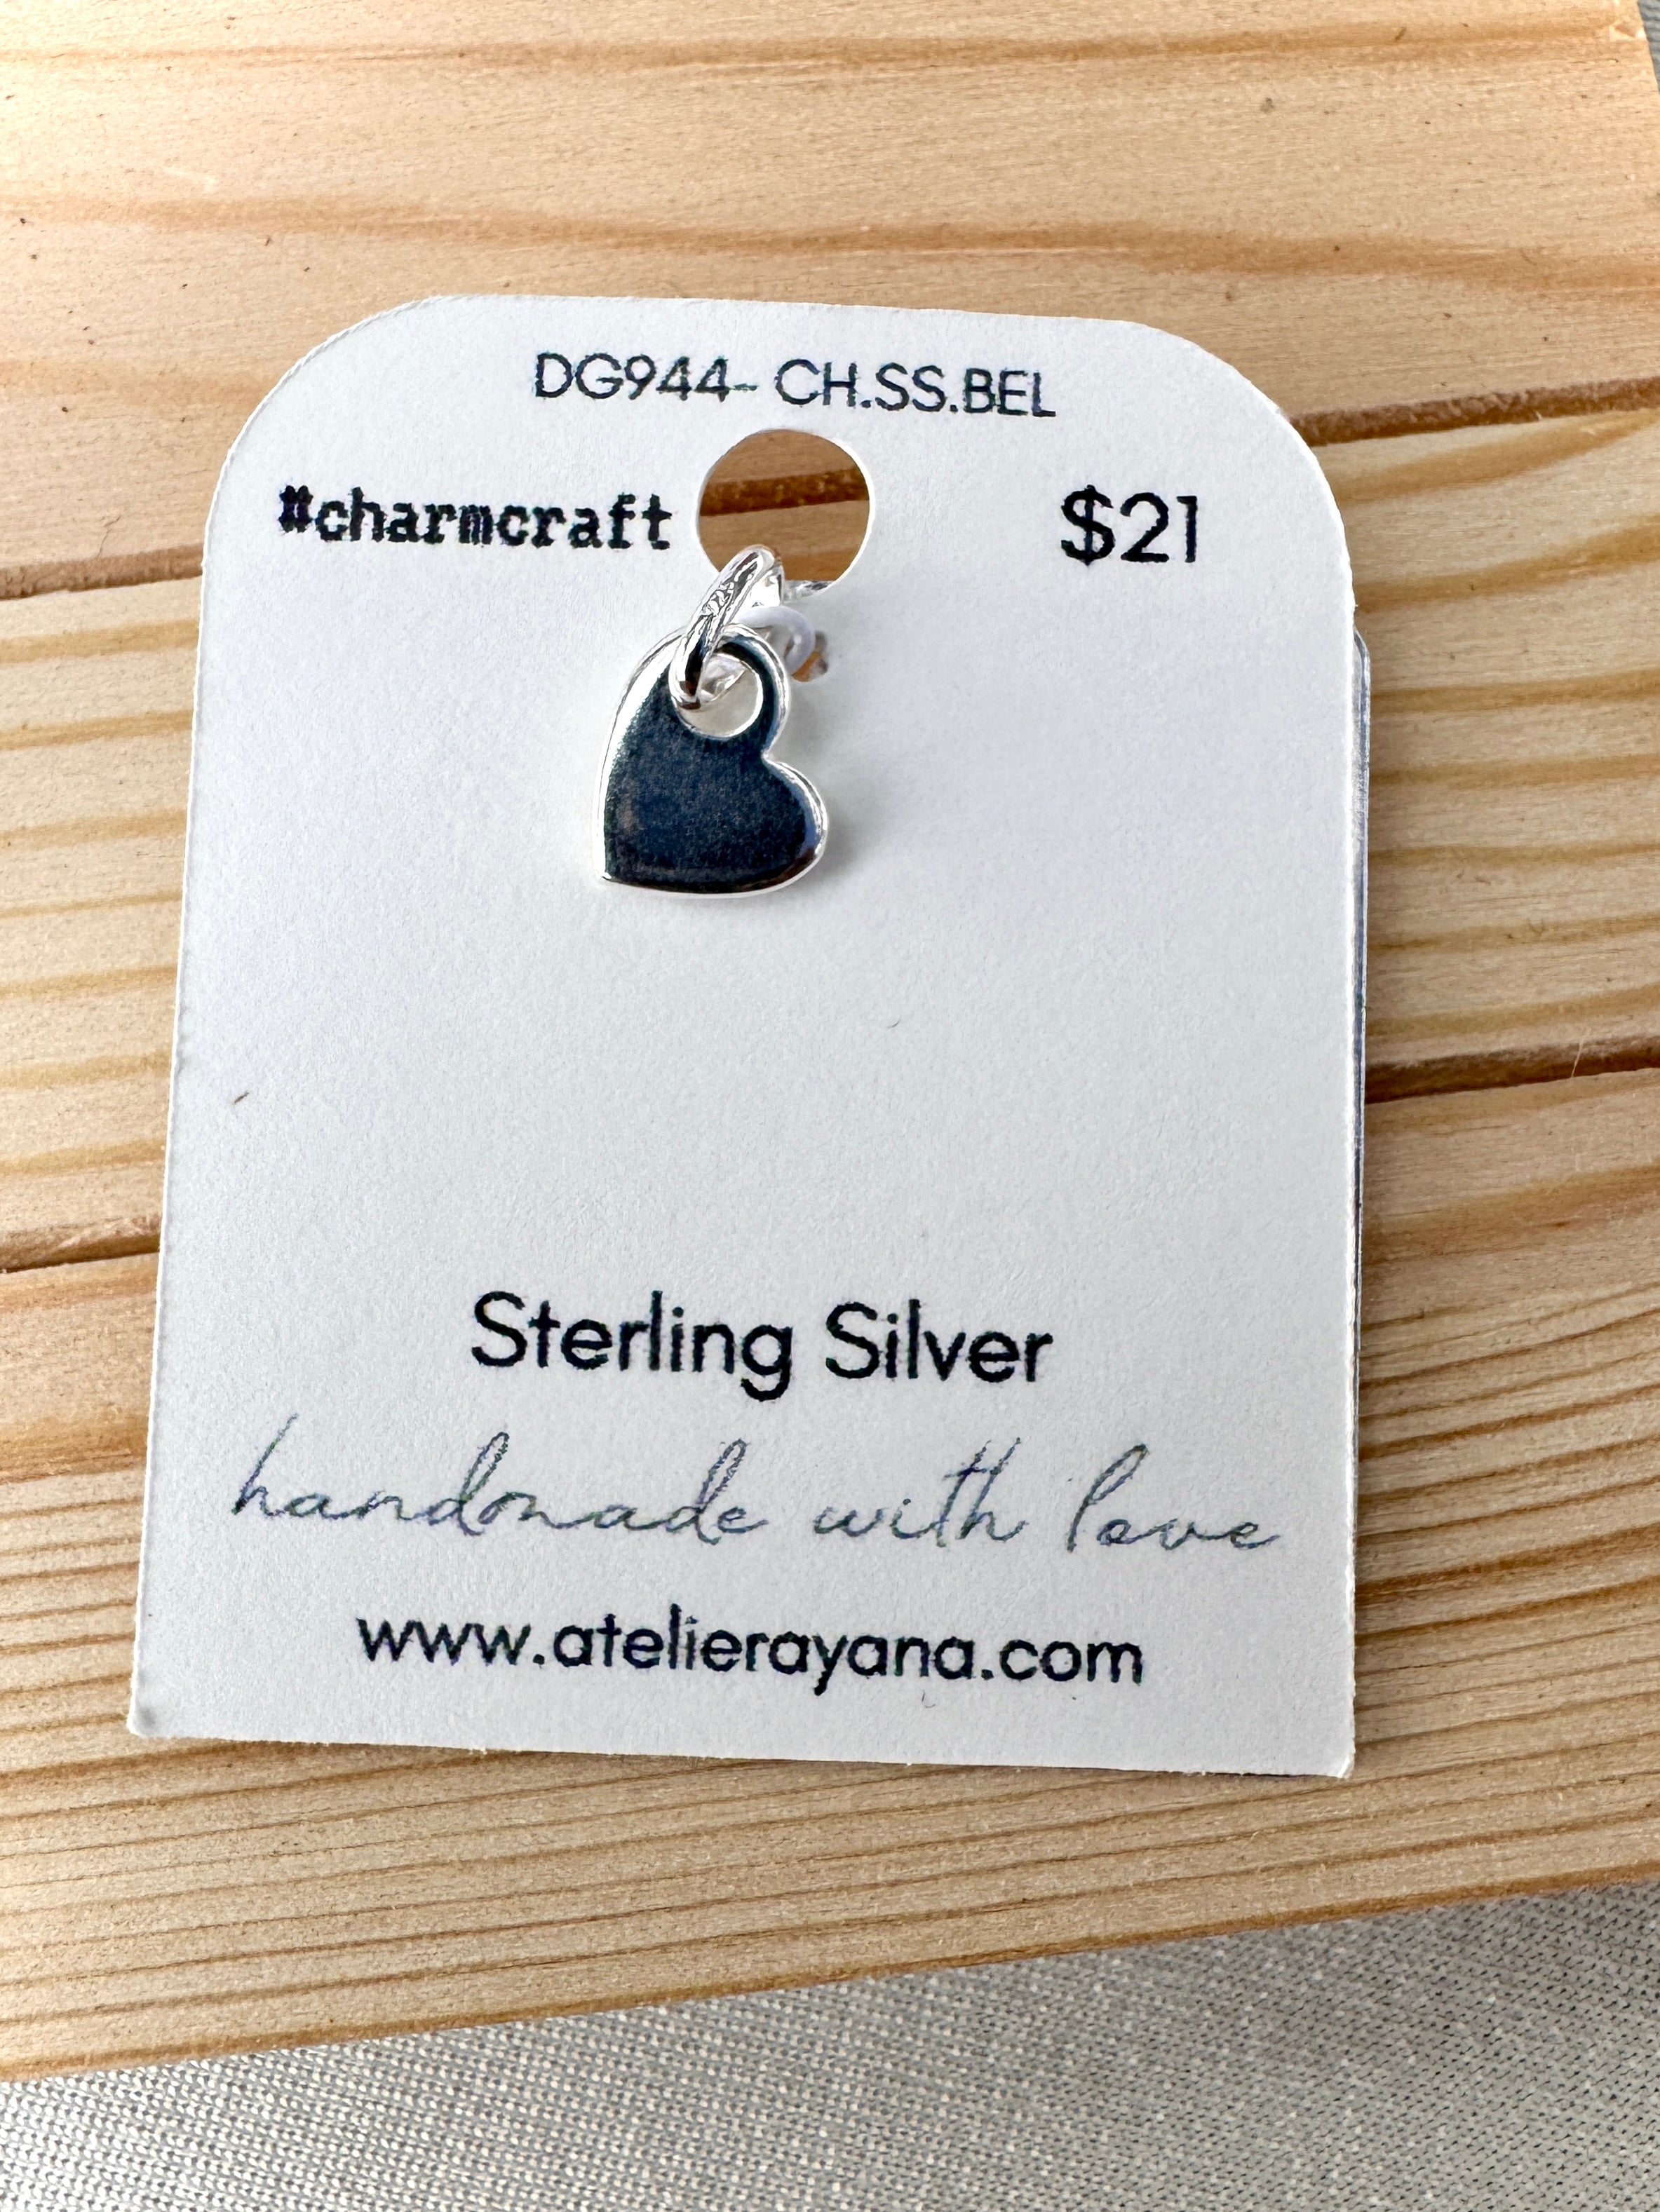 DG944- CH.SS.BEL
#charmcraft $21
Sterling Silver
handmade with love
www.atelierayana.com